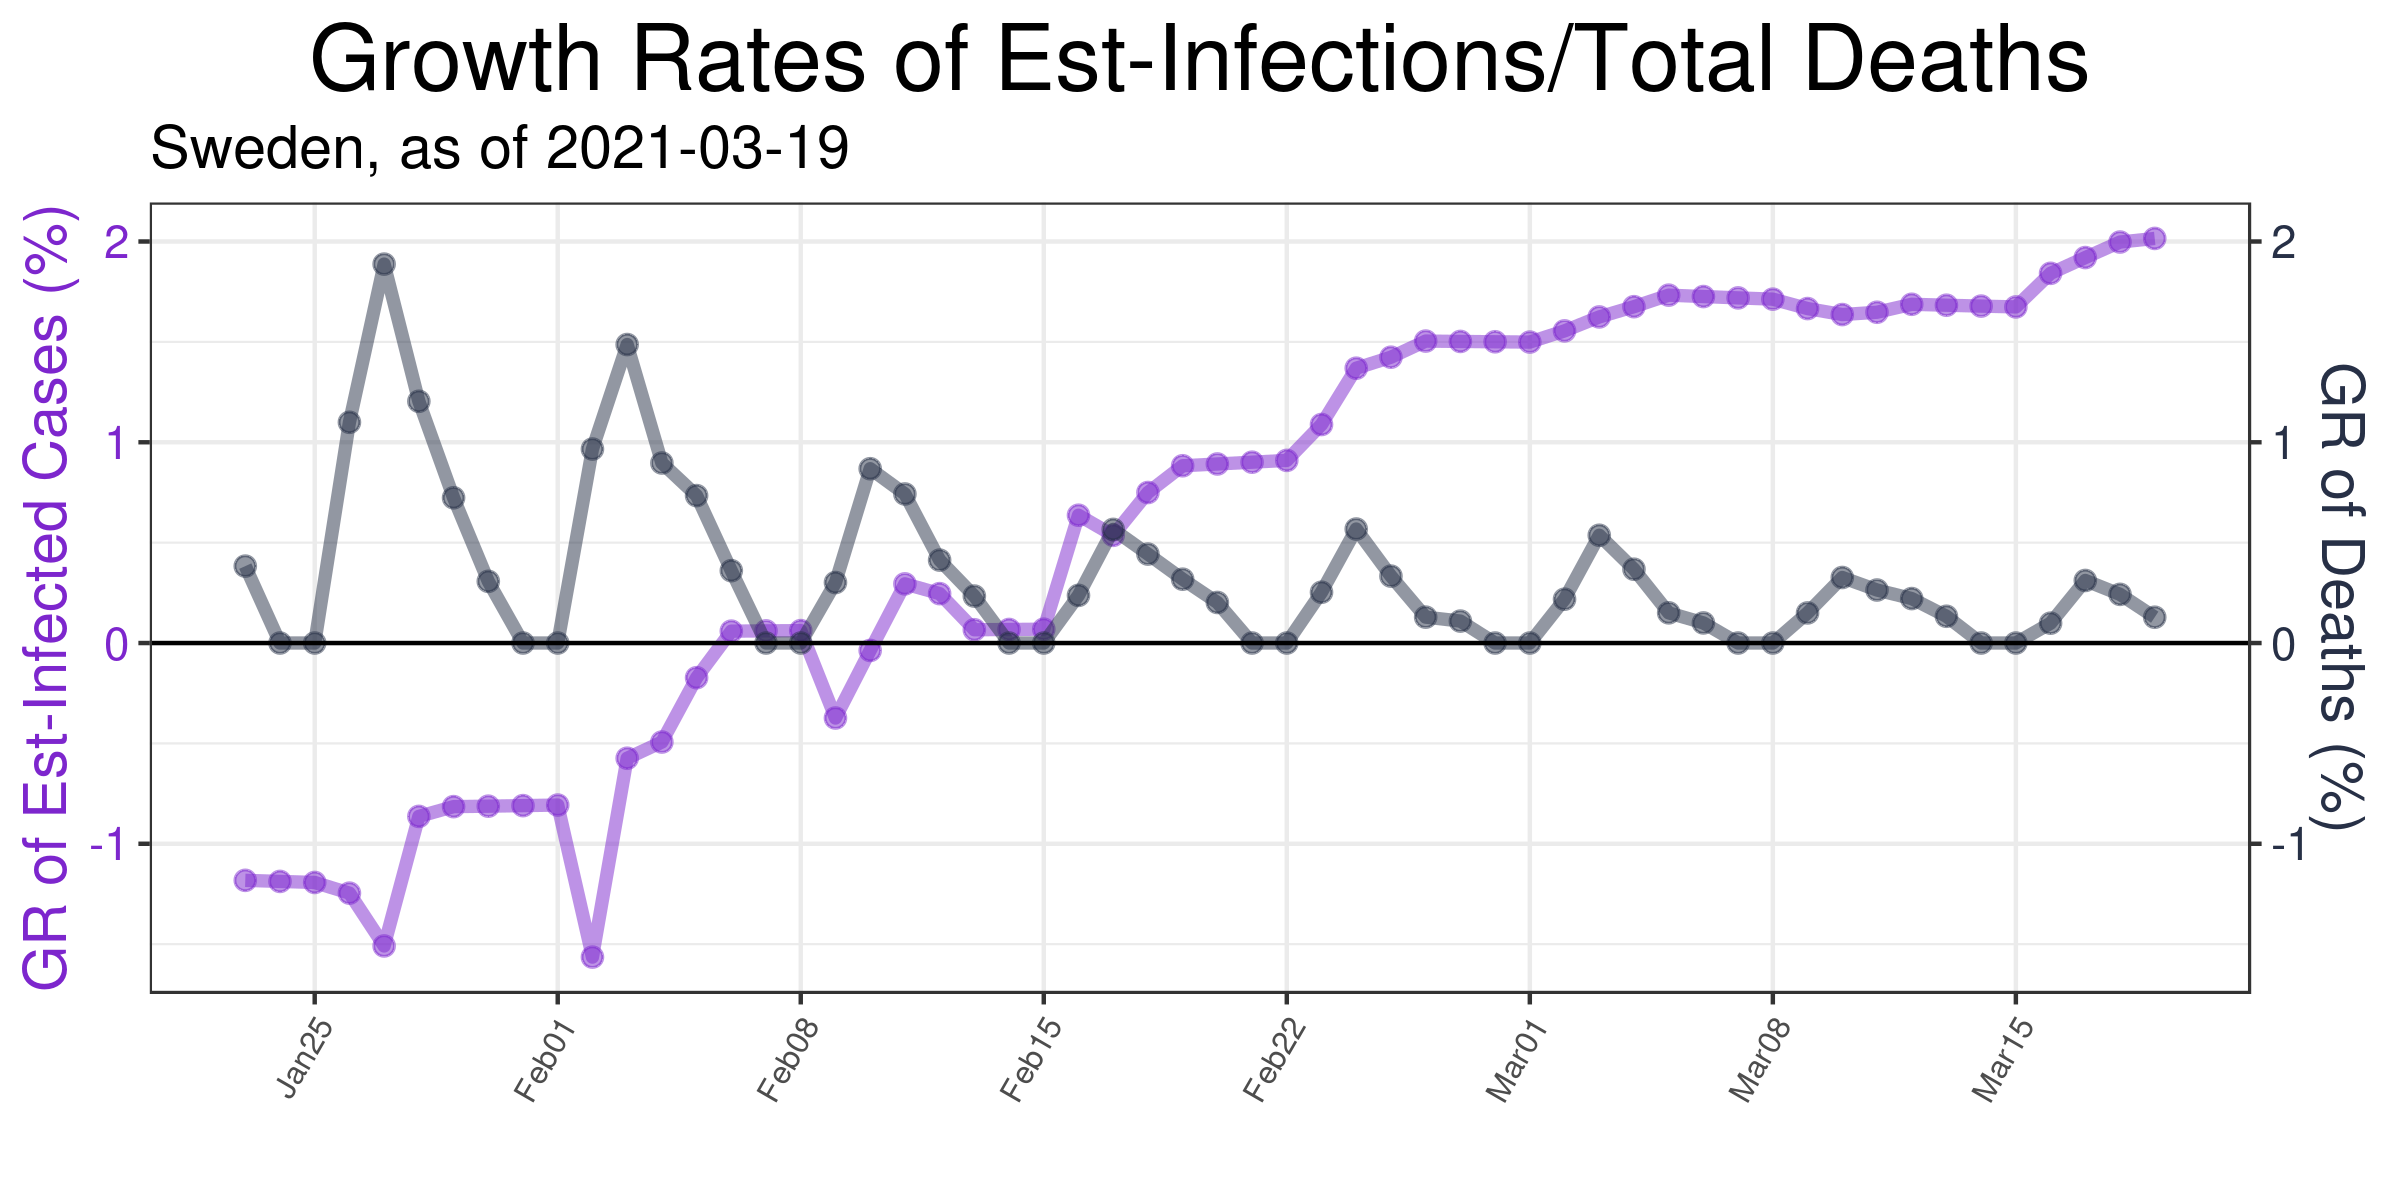 Growth Rates of Est-Infections/Total Deaths
Sweden, as of 2021-03-19
GR of Est-Infected Cases (%)
2
1
0
-1
2
1
0
-1
GR of Deaths (%)
Jan25
Feb01
Feb08
Feb15
Feb22
Mar01
Mar08
Mar15